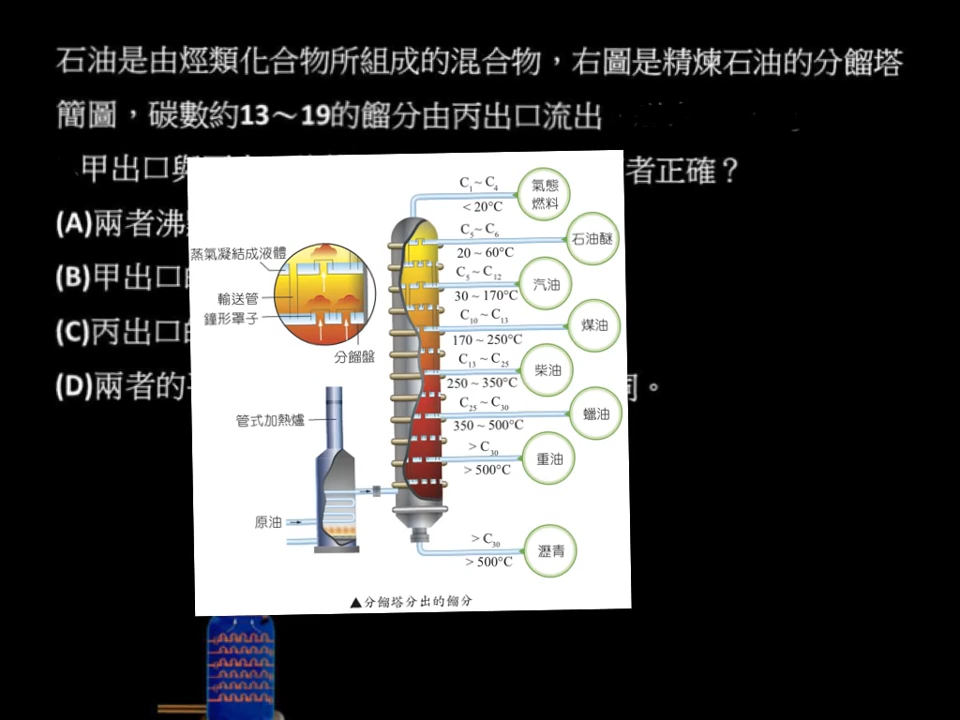 石油是由烴類化合物所組成的混合物，右圖是精煉石油的分餾塔
簡圖，碳數約13～19的餾分由丙出口流出
甲出口與
者正確？
(A)兩者沸
(B)甲出口
(C)丙出口
(D)兩者的
同。
C1~C4
<20°C
氣態
燃料
C5~C6
20~60°C
石油醚
C5~C12
30~170°C
汽油
C10~C13
170~250°C
煤油
C13~C25
250~350°C
柴油
C25~C30
350~500°C
蠟油
>C30
>500°C
重油
>C30
>500°C
瀝青
蒸氣凝結成液體
輸送管
鐘形罩子
分餾盤
管式加熱爐
原油
▲分餾塔分出的餾分